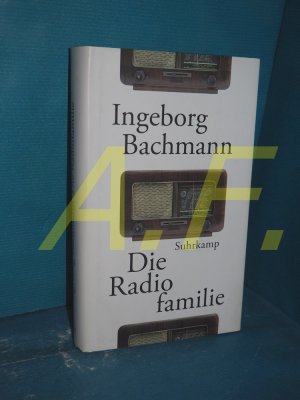 Ingeborg
Bachmann
A.F.
Suhrkamp
Die
Radio
familie